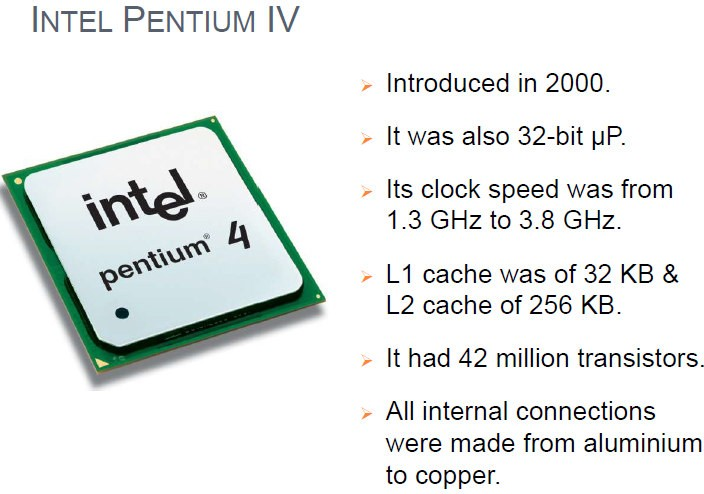 INTEL PENTIUM IV
intel®
pentium® 4
➢ Introduced in 2000.
➢ It was also 32-bit µP.
➢ Its clock speed was from
1.3 GHz to 3.8 GHz.
➢ L1 cache was of 32 KB &
L2 cache of 256 KB.
➢ It had 42 million transistors.
➢ All internal connections
were made from aluminium
to copper.